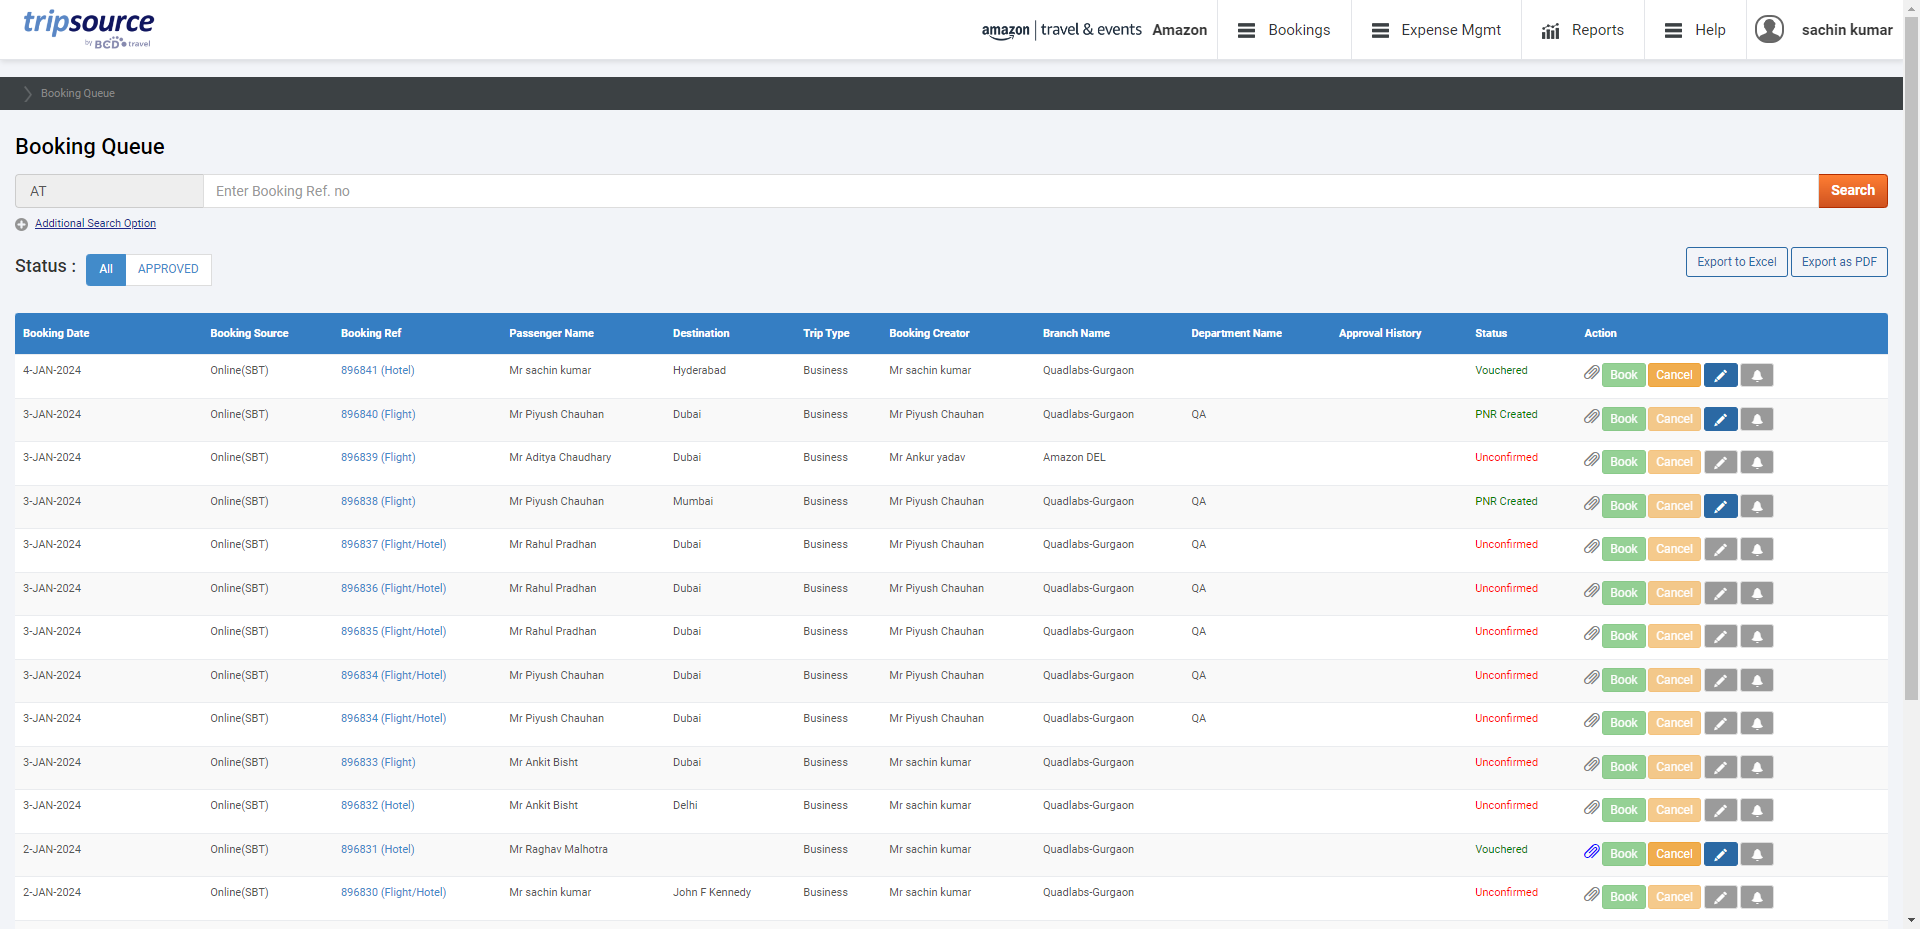 tripsource
by BCD travel
amazon | travel & events Amazon Bookings Expense Mgmt Reports Help sachin kumar
Booking Queue
Booking Queue
AT Enter Booking Ref. no Search
Additional Search Option
Status : All APPROVED Export to Excel Export as PDF
Booking Date Booking Source Booking Ref Passenger Name Destination Trip Type Booking Creator Branch Name Department Name Approval History Status Action
4-JAN-2024 Online(SBT) 896841 (Hotel) Mr sachin kumar Hyderabad Business Mr sachin kumar Quadlabs-Gurgaon Vouchered Book Cancel
3-JAN-2024 Online(SBT) 896840 (Flight) Mr Piyush Chauhan Dubai Business Mr Piyush Chauhan Quadlabs-Gurgaon QA PNR Created Book Cancel
3-JAN-2024 Online(SBT) 896839 (Flight) Mr Aditya Chaudhary Dubai Business Mr Ankur yadav Amazon DEL Unconfirmed Book Cancel
3-JAN-2024 Online(SBT) 896838 (Flight) Mr Piyush Chauhan Mumbai Business Mr Piyush Chauhan Quadlabs-Gurgaon QA PNR Created Book Cancel
3-JAN-2024 Online(SBT) 896837 (Flight/Hotel) Mr Rahul Pradhan Dubai Business Mr Piyush Chauhan Quadlabs-Gurgaon QA Unconfirmed Book Cancel
3-JAN-2024 Online(SBT) 896836 (Flight/Hotel) Mr Rahul Pradhan Dubai Business Mr Piyush Chauhan Quadlabs-Gurgaon QA Unconfirmed Book Cancel
3-JAN-2024 Online(SBT) 896835 (Flight/Hotel) Mr Rahul Pradhan Dubai Business Mr Piyush Chauhan Quadlabs-Gurgaon QA Unconfirmed Book Cancel
3-JAN-2024 Online(SBT) 896834 (Flight/Hotel) Mr Piyush Chauhan Dubai Business Mr Piyush Chauhan Quadlabs-Gurgaon QA Unconfirmed Book Cancel
3-JAN-2024 Online(SBT) 896834 (Flight/Hotel) Mr Piyush Chauhan Dubai Business Mr Piyush Chauhan Quadlabs-Gurgaon QA Unconfirmed Book Cancel
3-JAN-2024 Online(SBT) 896833 (Flight) Mr Ankit Bisht Dubai Business Mr sachin kumar Quadlabs-Gurgaon Unconfirmed Book Cancel
3-JAN-2024 Online(SBT) 896832 (Hotel) Mr Ankit Bisht Delhi Business Mr sachin kumar Quadlabs-Gurgaon Unconfirmed Book Cancel
2-JAN-2024 Online(SBT) 896831 (Hotel) Mr Raghav Malhotra Business Mr sachin kumar Quadlabs-Gurgaon Vouchered Book Cancel
2-JAN-2024 Online(SBT) 896830 (Flight/Hotel) Mr sachin kumar John F Kennedy Business Mr sachin kumar Quadlabs-Gurgaon Unconfirmed Book Cancel